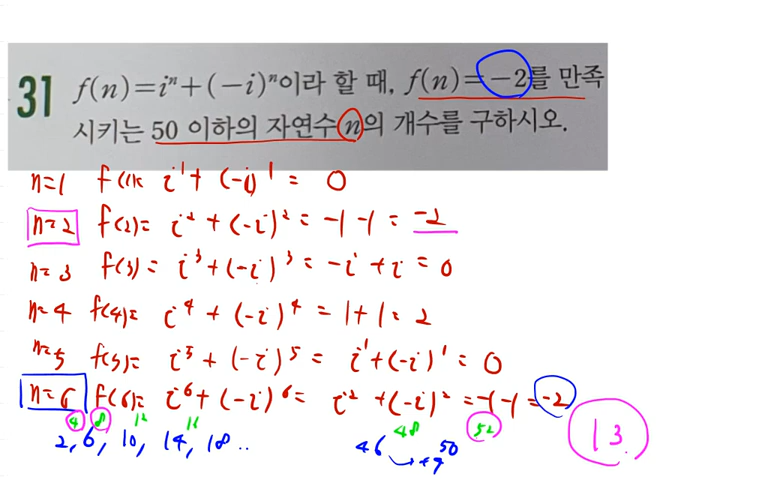 31 f(n)=iⁿ+(-i)ⁿ이라 할 때, f(n)=-2를 만족
시키는 50 이하의 자연수 n의 개수를 구하시오.
n=1 f(1)= i¹+(-i)¹ = 0
n=2 f(2)= i²+(-i)² = -1-1 = -2
n=3 f(3)= i³+(-i)³ = -i+i = 0
n=4 f(4)= i⁴+(-i)⁴ = 1+1 = 2
n=5 f(5)= i⁵+(-i)⁵ = i¹+(-i)¹ = 0
n=6 f(6)= i⁶+(-i)⁶ = i²+(-i)² = -1-1 = -2
4 8 12 16 48 52
2, 6, 10, 14, 18.. 46 50
+4
13